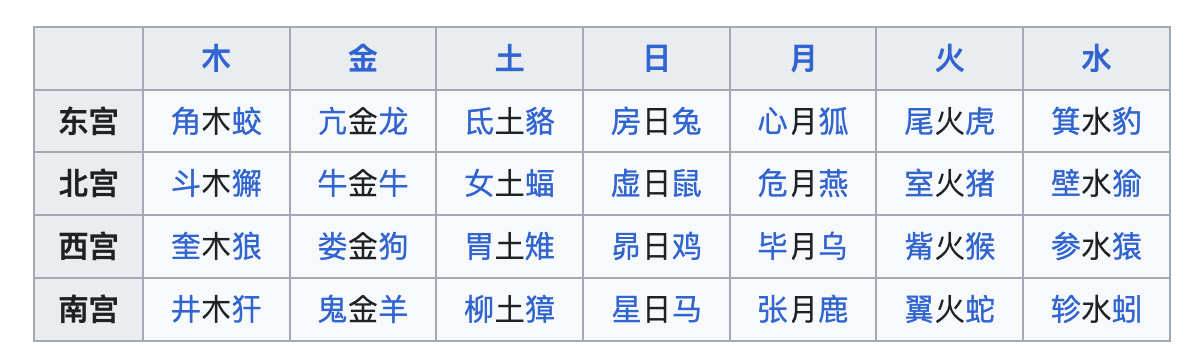 木 金 土 日 月 火 水
东宫 角木蛟 亢金龙 氐土貉 房日兔 心月狐 尾火虎 箕水豹
北宫 斗木獬 牛金牛 女土蝠 虚日鼠 危月燕 室火猪 壁水㺄
西宫 奎木狼 娄金狗 胃土雉 昴日鸡 毕月乌 觜火猴 参水猿
南宫 井木犴 鬼金羊 柳土獐 星日马 张月鹿 翼火蛇 轸水蚓